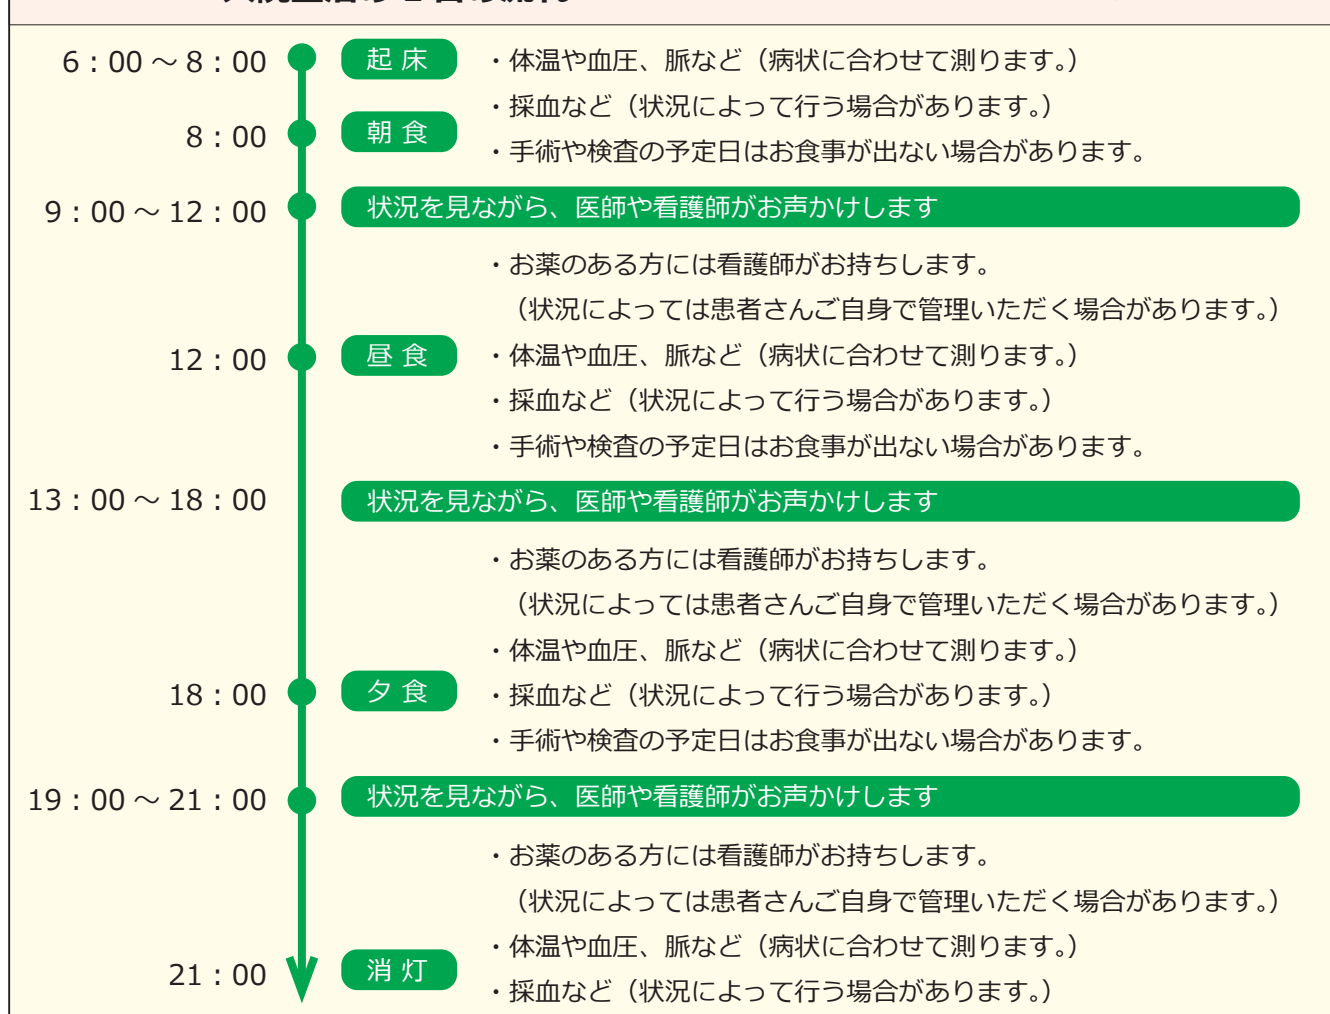 6：00～8：00 起 床 ・体温や血圧、脈など（病状に合わせて測ります。）
・採血など（状況によって行う場合があります。）
8：00 朝 食
・手術や検査の予定日はお食事が出ない場合があります。
9：00～12：00 状況を見ながら、医師や看護師がお声かけします
・お薬のある方には看護師がお持ちします。
（状況によっては患者さんご自身で管理いただく場合があります。）
12：00 昼 食 ・体温や血圧、脈など（病状に合わせて測ります。）
・採血など（状況によって行う場合があります。）
・手術や検査の予定日はお食事が出ない場合があります。
13：00～18：00 状況を見ながら、医師や看護師がお声かけします
・お薬のある方には看護師がお持ちします。
（状況によっては患者さんご自身で管理いただく場合があります。）
・体温や血圧、脈など（病状に合わせて測ります。）
18：00 夕 食 ・採血など（状況によって行う場合があります。）
・手術や検査の予定日はお食事が出ない場合があります。
19：00～21：00 状況を見ながら、医師や看護師がお声かけします
・お薬のある方には看護師がお持ちします。
（状況によっては患者さんご自身で管理いただく場合があります。）
・体温や血圧、脈など（病状に合わせて測ります。）
21：00 消 灯
・採血など（状況によって行う場合があります。）